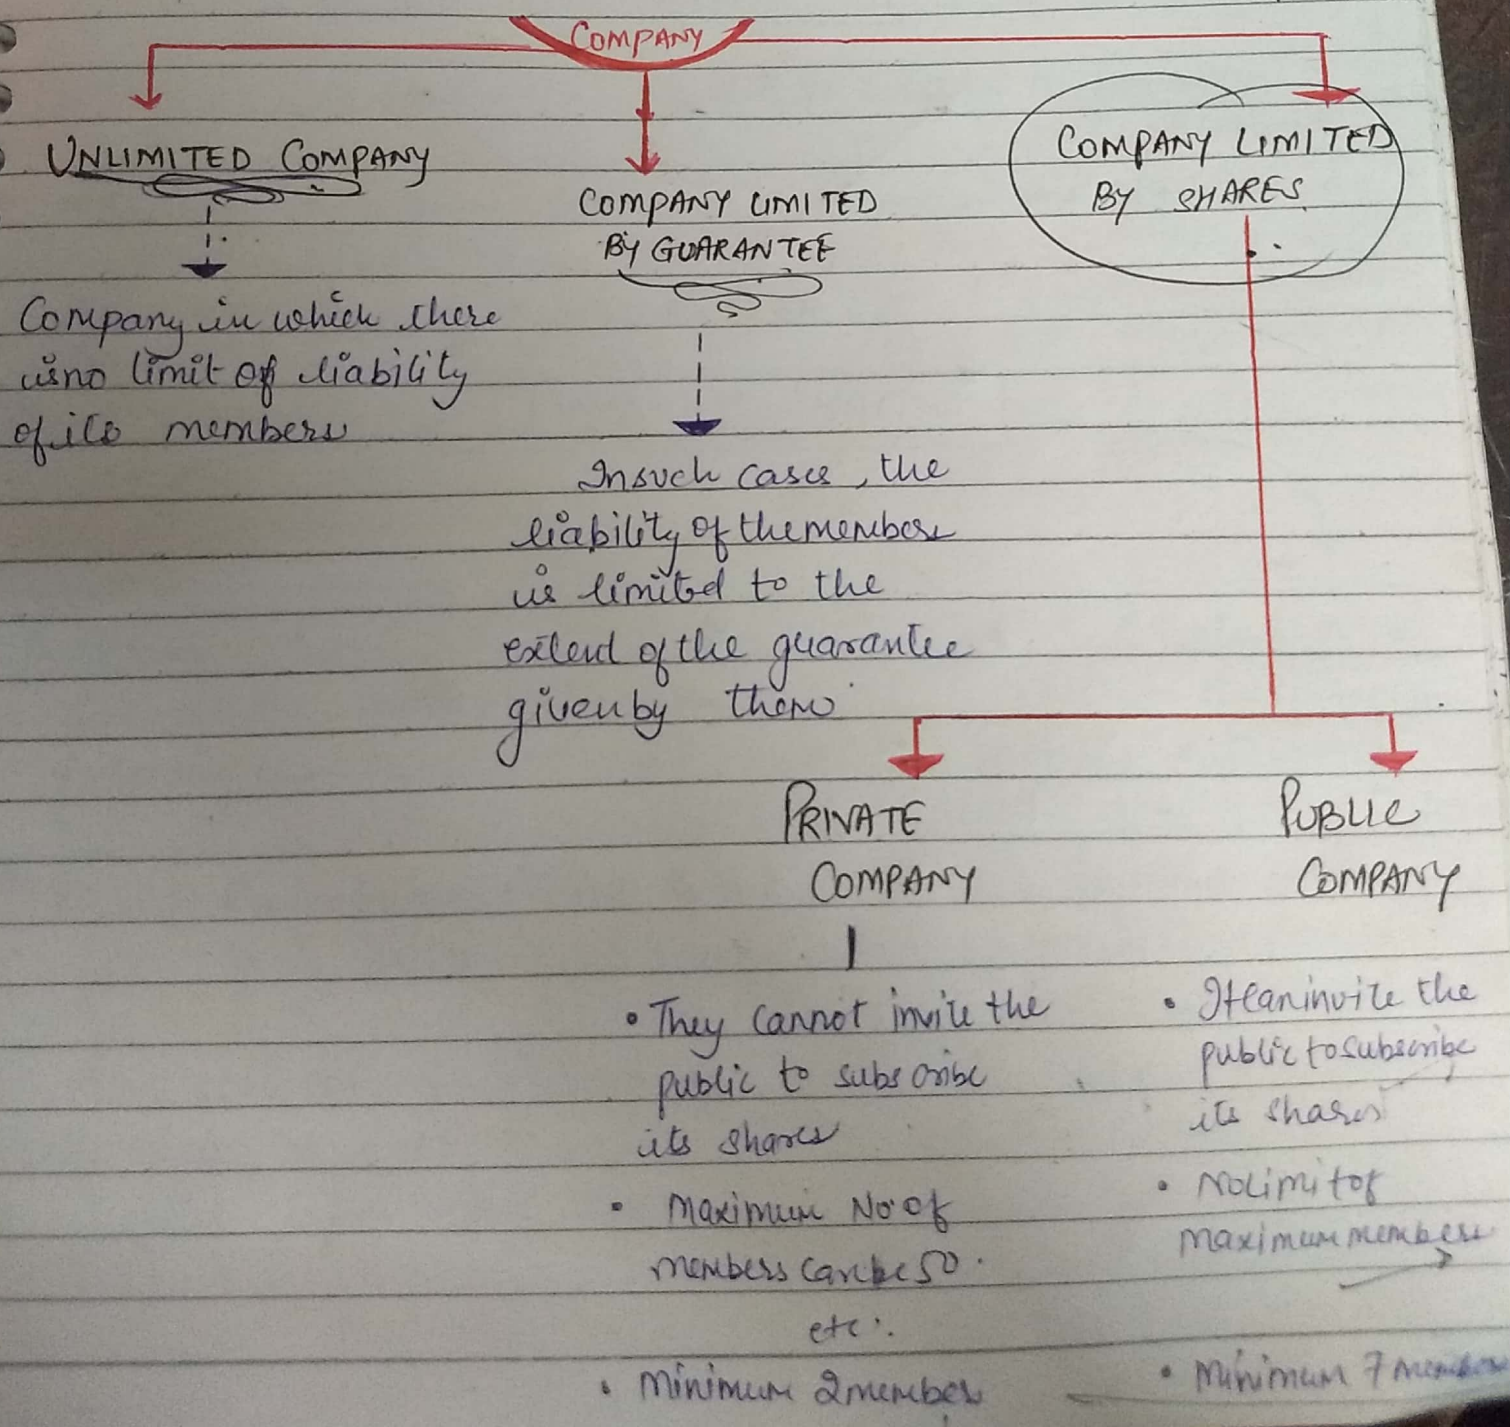 COMPANY
UNLIMITED COMPANY
Company in which there
is no limit of liability
of its members
COMPANY LIMITED
BY GUARANTEE
In such cases, the
liability of the members
is limited to the
extend of the guarantee
given by them
COMPANY LIMITED
BY SHARES
PRIVATE
COMPANY
• They cannot invite the
public to subscribe
its shares
• Maximum No. of
members can be 50.
etc.
• Minimum 2 members
PUBLIC
COMPANY
• It can invite the
public to subscribe
its shares
• No limit of
maximum members
• Minimum 7 members